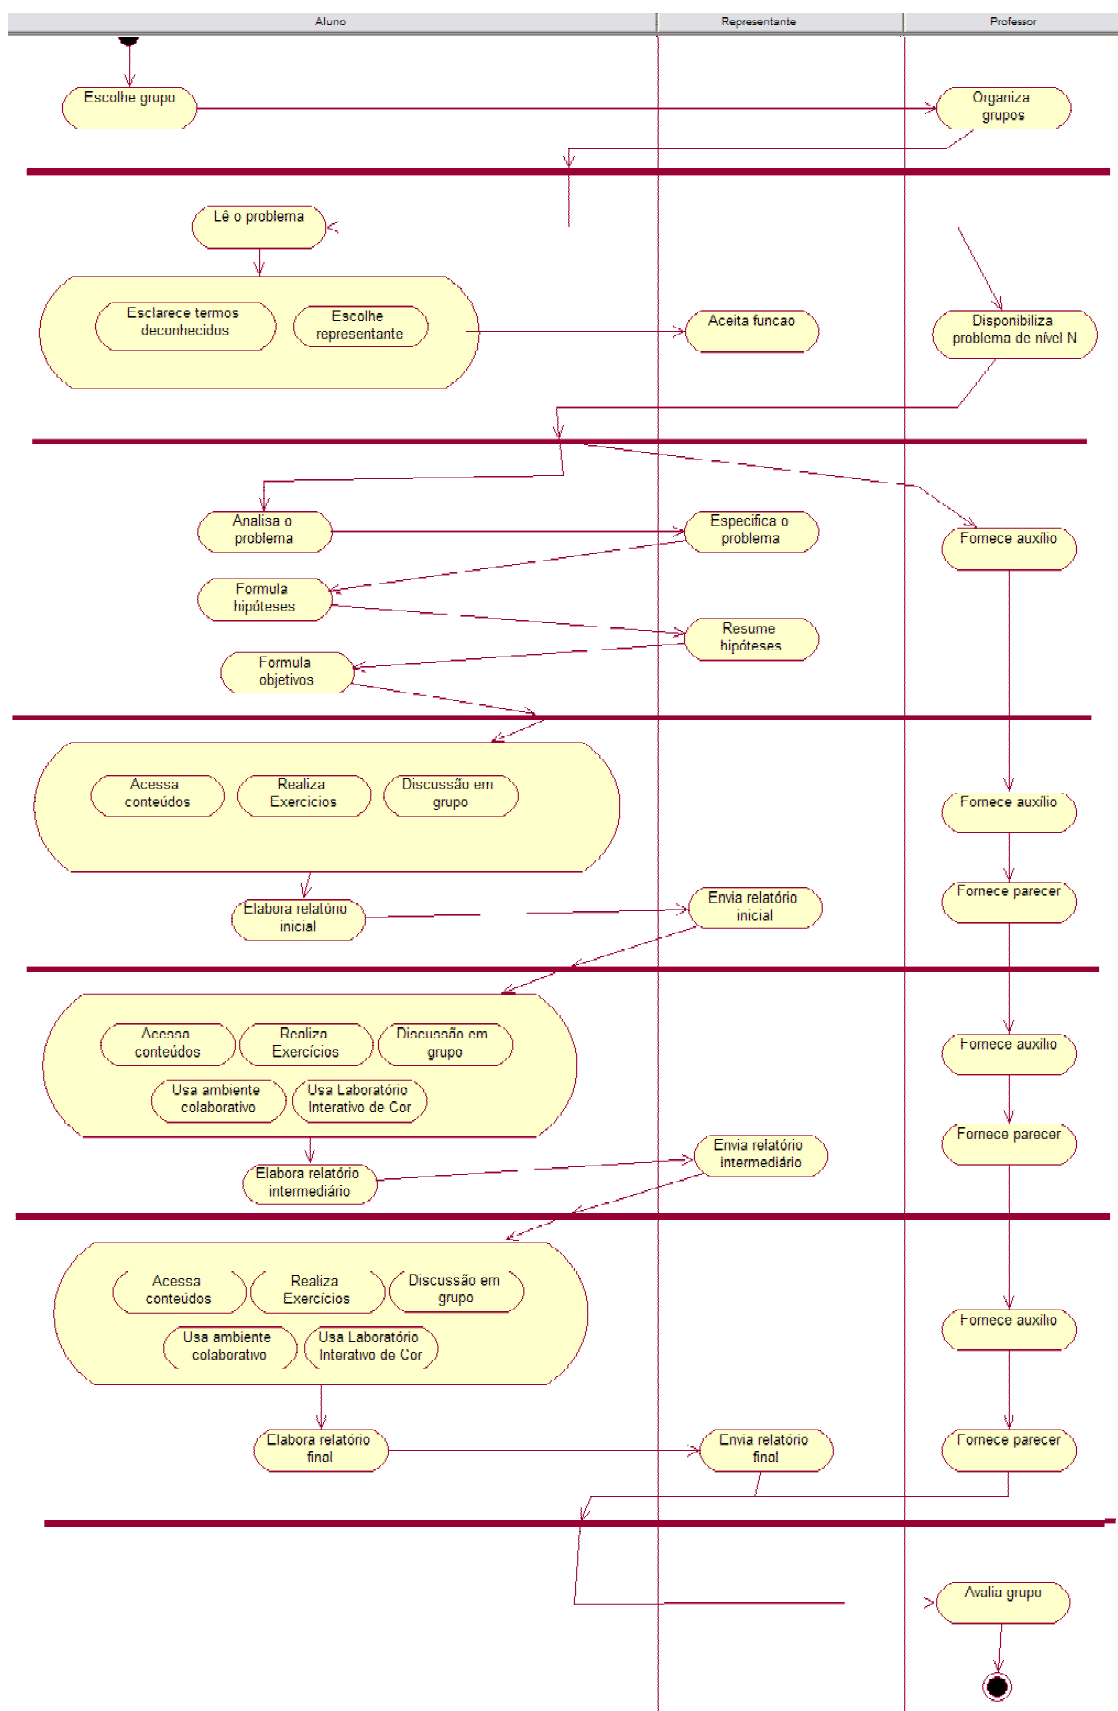 Aluno
Representante
Professor
Escolhe grupo
Organiza
grupos
Lê o problema
Esclarece termos
deconhecidos
Escolhe
representante
Aceita funcao
Disponibiliza
problema de nível N
Analisa o
problema
Especifica o
problema
Fornece auxílio
Formula
hipóteses
Resume
hipóteses
Formula
objetivos
Acessa
conteúdos
Realiza
Exercícios
Discussão em
grupo
Fornece auxílio
Elabora relatório
inicial
Envia relatório
inicial
Fornece parecer
Acessa
conteúdos
Realiza
Exercícios
Discussão em
grupo
Fornece auxílio
Usa ambiente
colaborativo
Usa Laboratório
Interativo de Cor
Elabora relatório
intermediário
Envia relatório
intermediário
Fornece parecer
Acessa
conteúdos
Realiza
Exercícios
Discussão em
grupo
Fornece auxílio
Usa ambiente
colaborativo
Usa Laboratório
Interativo de Cor
Elabora relatório
final
Envia relatório
final
Fornece parecer
Avalia grupo